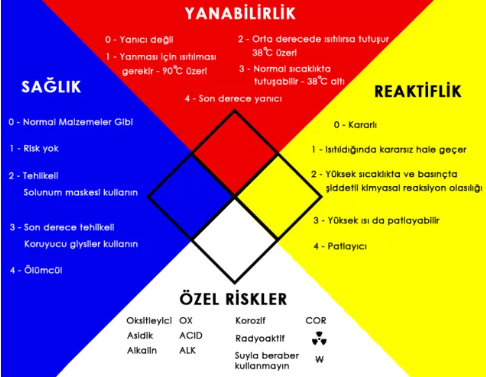 YANABİLİRLİK
0 - Yanıcı değil
1 - Yanması için ısıtılması
gerekir - 90°C üzeri
2 - Orta derecede ısıtılırsa tutuşur
38°C üzeri
3 - Normal sıcaklıkta
tutuşabilir - 38°C altı
4 - Son derece yanıcı
SAĞLIK
0 - Normal Malzemeler Gibi
1 - Risk yok
2 - Tehlikeli
Solunum maskesi kullanın
3 - Son derece tehlikeli
Koruyucu giysiler kullanın
4 - Ölümcül
REAKTİFLİK
0 - Kararlı
1 - Isıtıldığında kararsız hale geçer
2 - Yüksek sıcaklıkta ve basınçta
şiddetli kimyasal reaksiyon olasılığı
3 - Yüksek ısı da patlayabilir
4 - Patlayıcı
ÖZEL RİSKLER
Oksitleyici OX
Asidik ACID
Alkalin ALK
Korozif COR
Radyoaktif
Suyla beraber
kullanmayın W